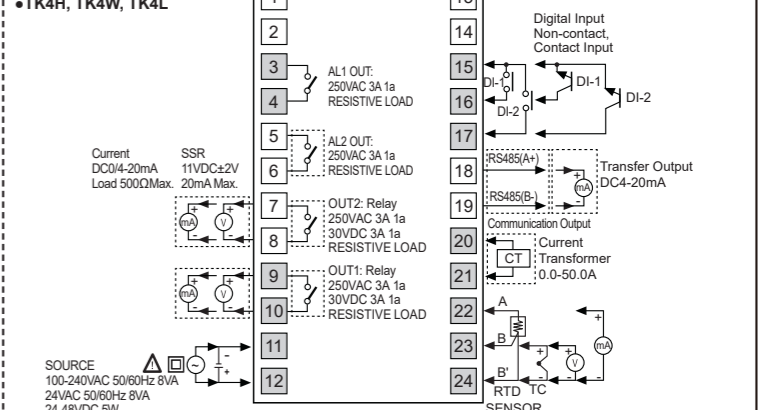 ●TK4H, TK4W, TK4L
1
13
2
14
3
15
4
16
5
17
6
18
7
19
8
20
9
21
10
22
11
23
12
24
AL1 OUT:
250VAC 3A 1a
RESISTIVE LOAD
AL2 OUT:
250VAC 3A 1a
RESISTIVE LOAD
OUT2: Relay
250VAC 3A 1a
30VDC 3A 1a
RESISTIVE LOAD
OUT1: Relay
250VAC 3A 1a
30VDC 3A 1a
RESISTIVE LOAD
Current
DC0/4-20mA
Load 500ΩMax.
SSR
11VDC±2V
20mA Max.
+
mA
-
+
V
-
+
mA
-
+
V
-
SOURCE
100-240VAC 50/60Hz 8VA
24VAC 50/60Hz 8VA
24-48VDC 5W
~
-
+
Digital Input
Non-contact,
Contact Input
DI-1
DI-2
DI-1
DI-2
RS485(A+)
RS485(B-)
+
mA
-
Transfer Output
DC4-20mA
Communication Output
CT
Current
Transformer
0.0-50.0A
A
B
B'
RTD
TC
+
-
+
V
-
+
mA
-
SENSOR